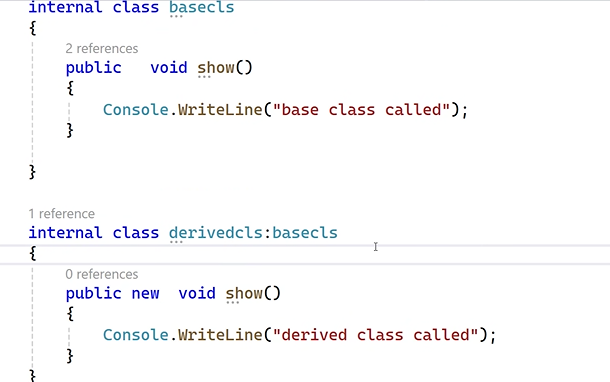 internal class basecls
{
2 references
public   void show()
{
Console.WriteLine("base class called");
}
}
1 reference
internal class derivedcls:basecls
{
0 references
public new  void show()
{
Console.WriteLine("derived class called");
}
}